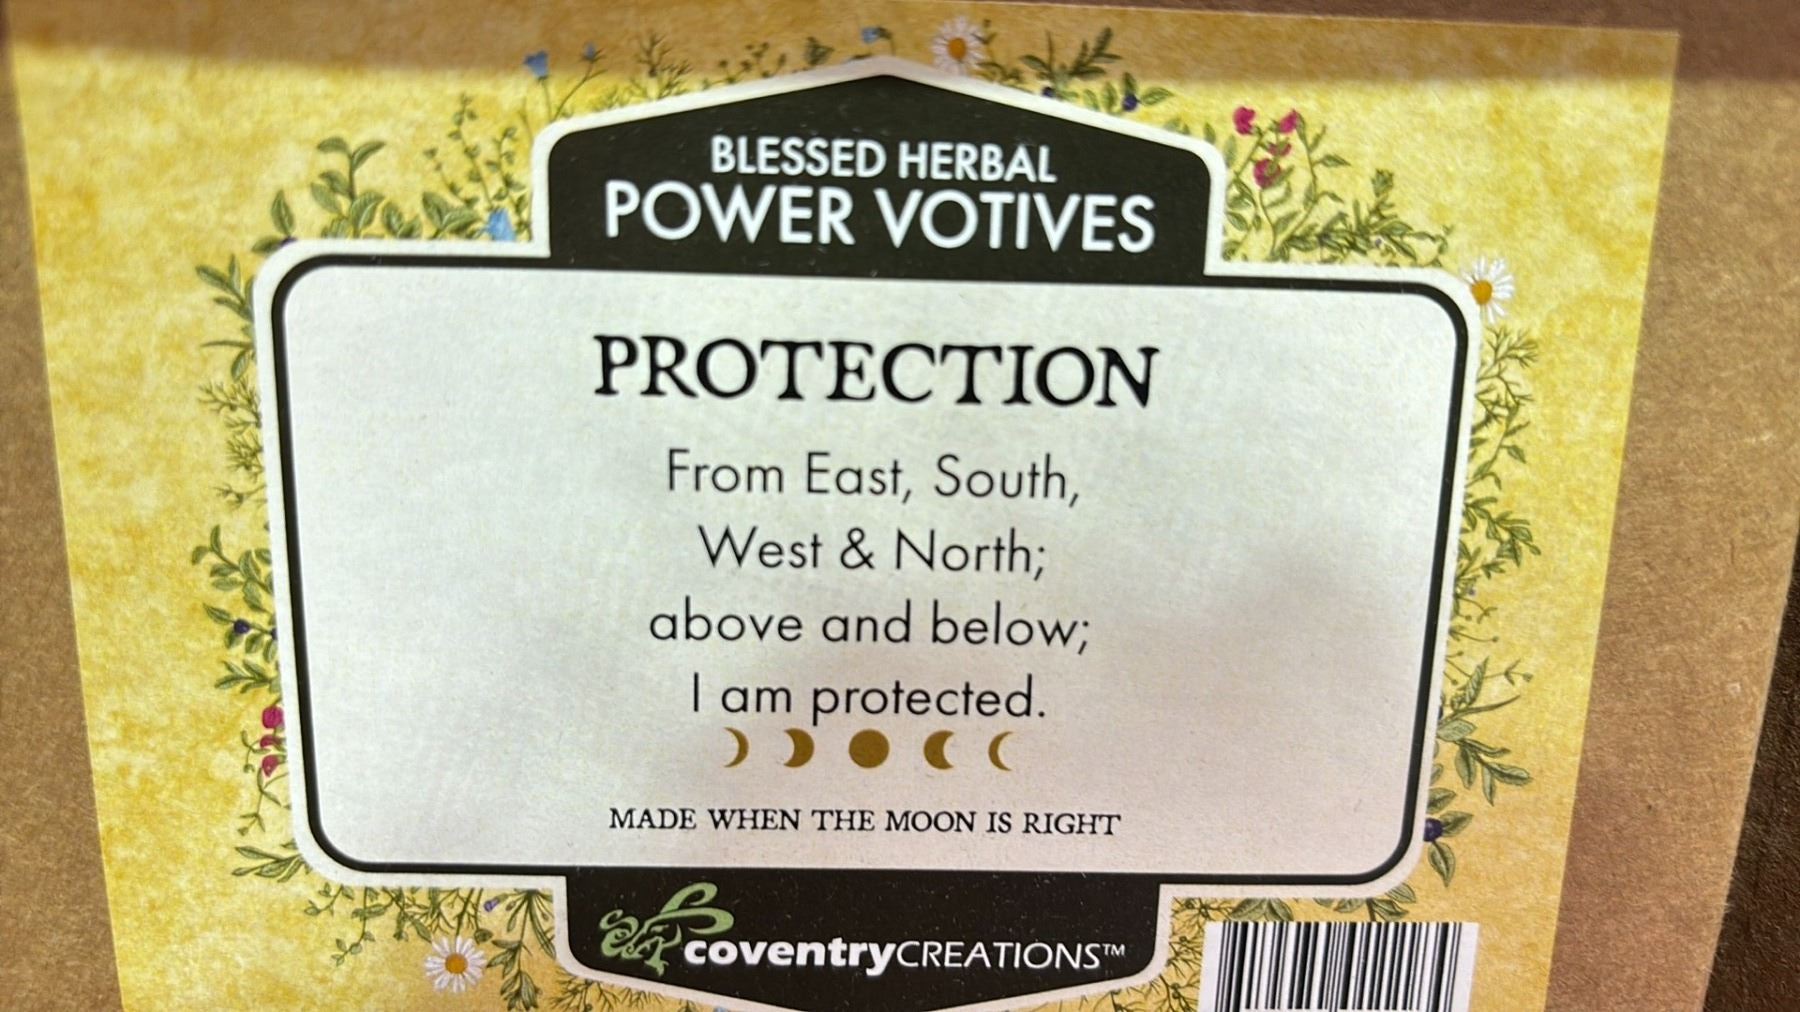 BLESSED HERBAL
POWER VOTIVES
PROTECTION
From East, South,
West & North;
above and below;
I am protected.
MADE WHEN THE MOON IS RIGHT
coventryCREATIONS™